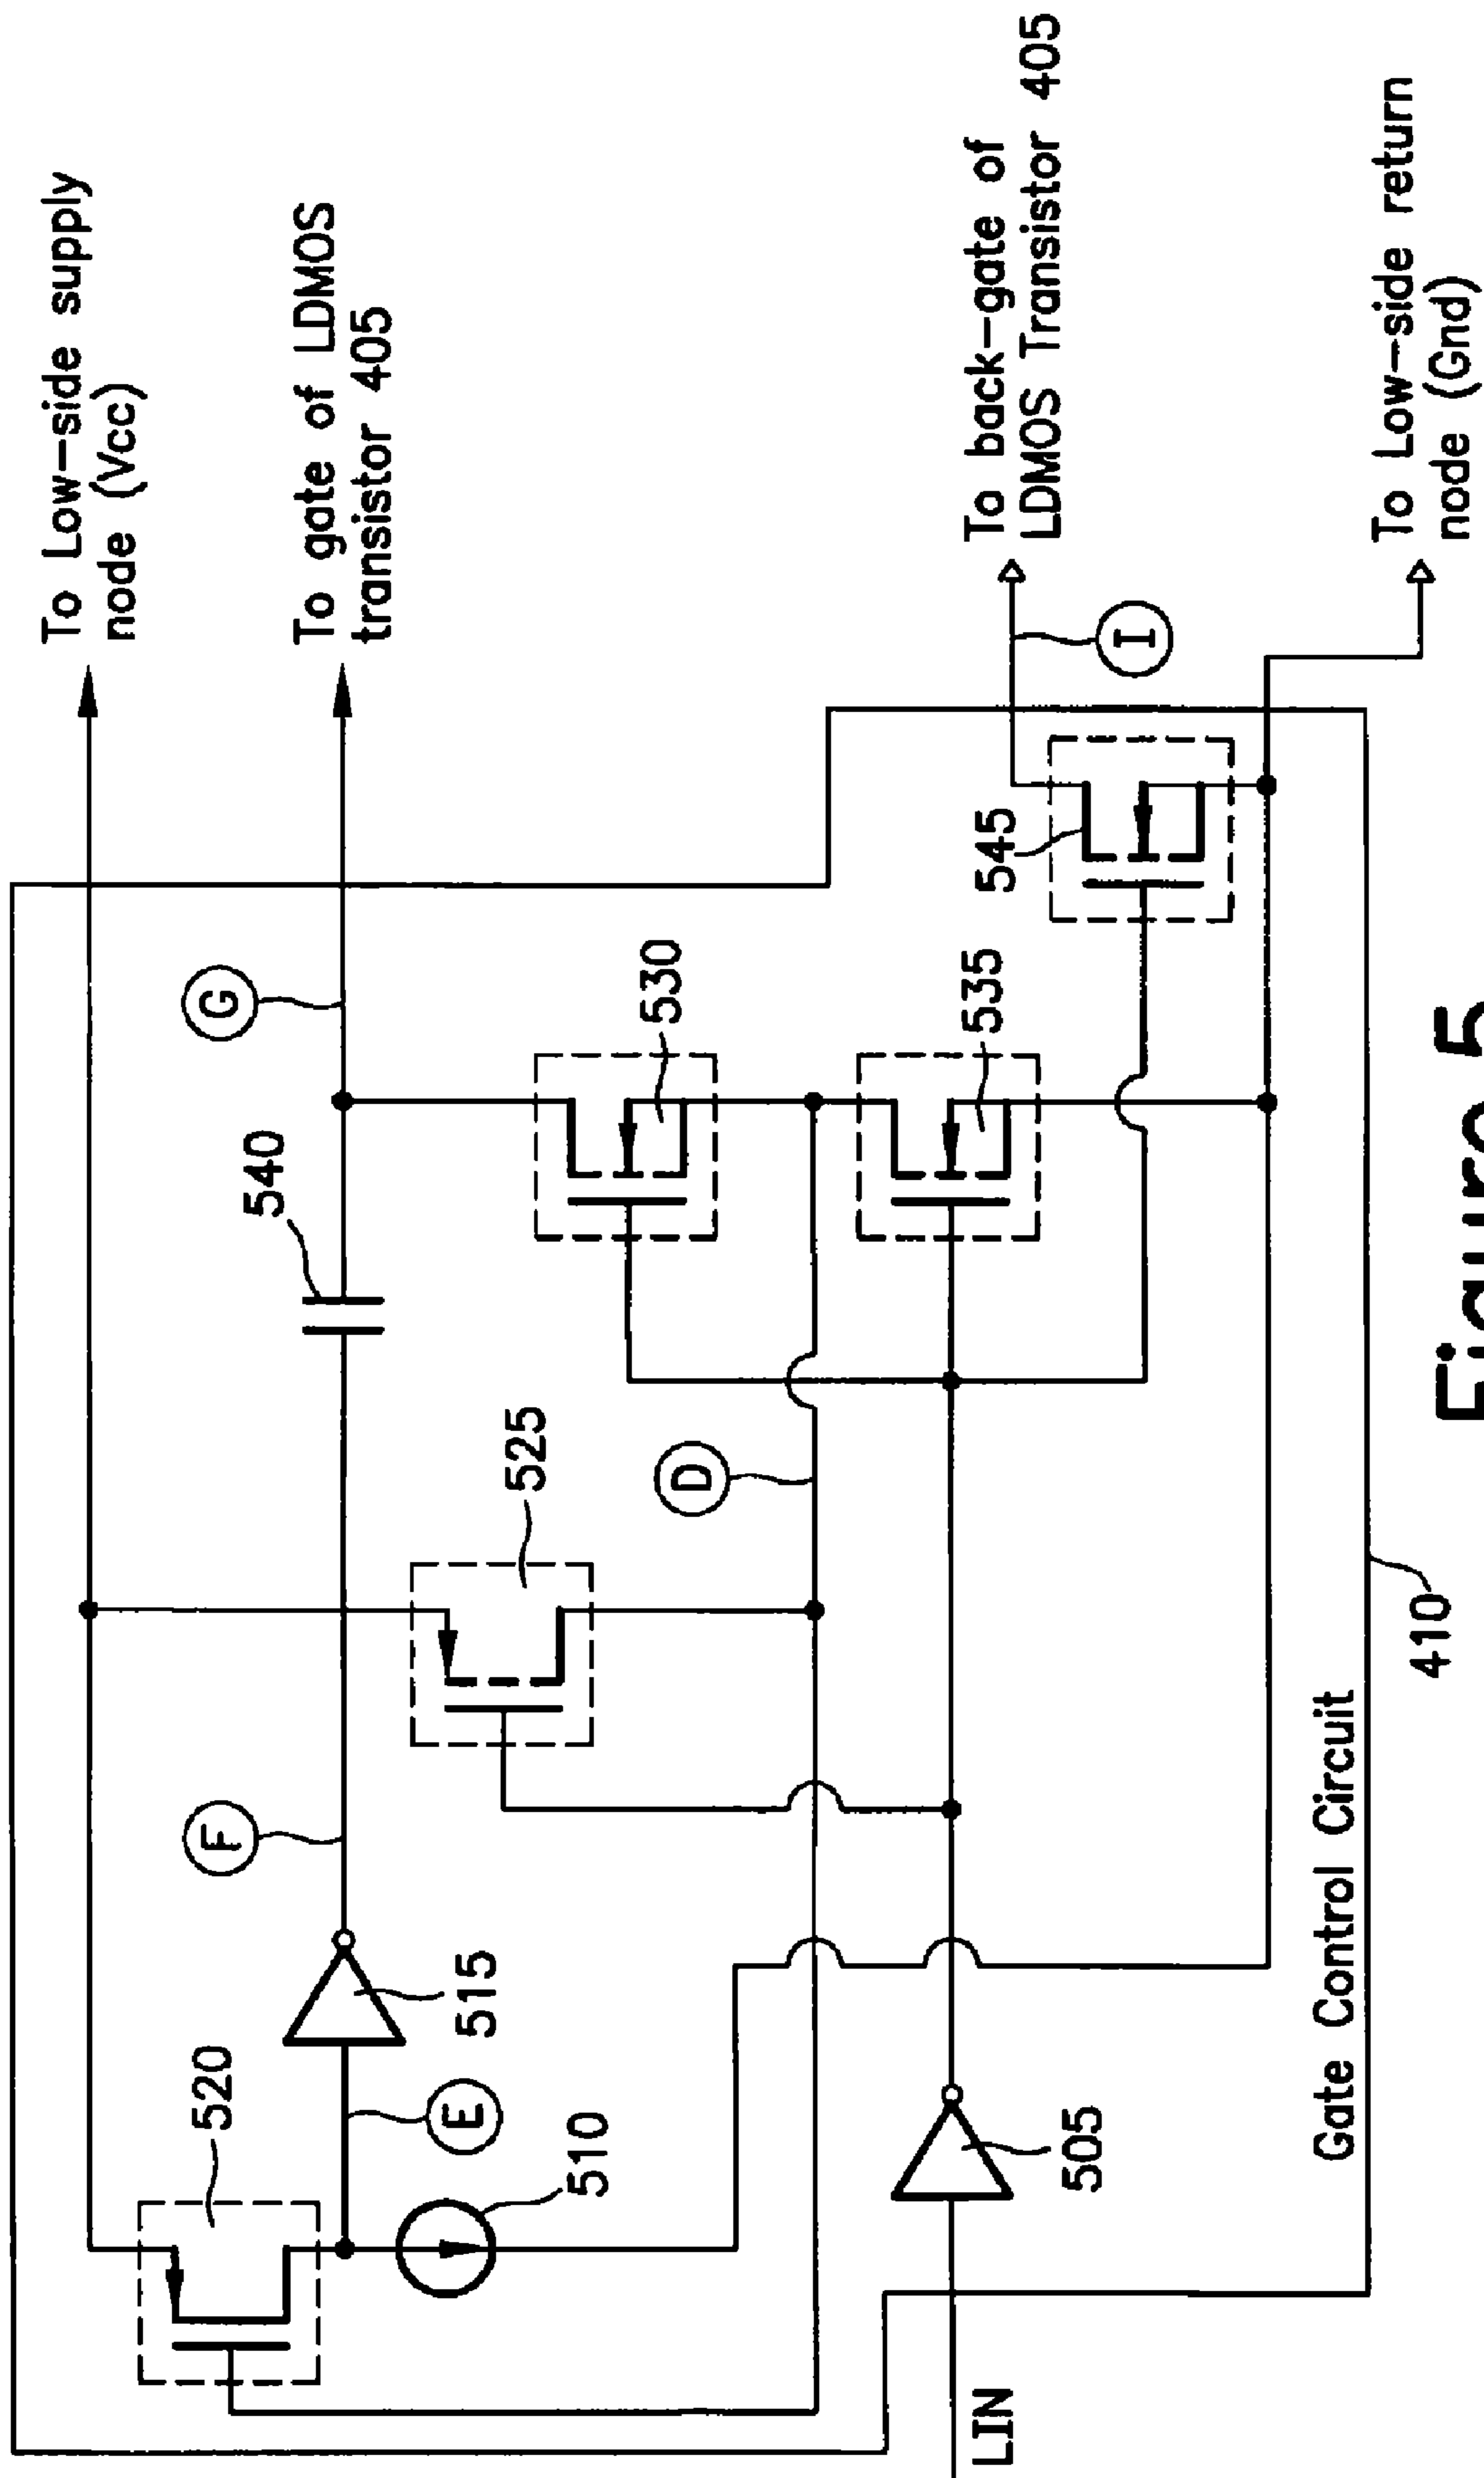 To Low-side supply
node (Vcc)
To gate of LDMOS
transistor 405
G
540
530
F
525
520
515
E
510
D
535
545
To back-gate of
LDMOS Transistor 405
I
505
LIN
To Low-side return
node (Gnd)
Gate Control Circuit
410
Figure 5